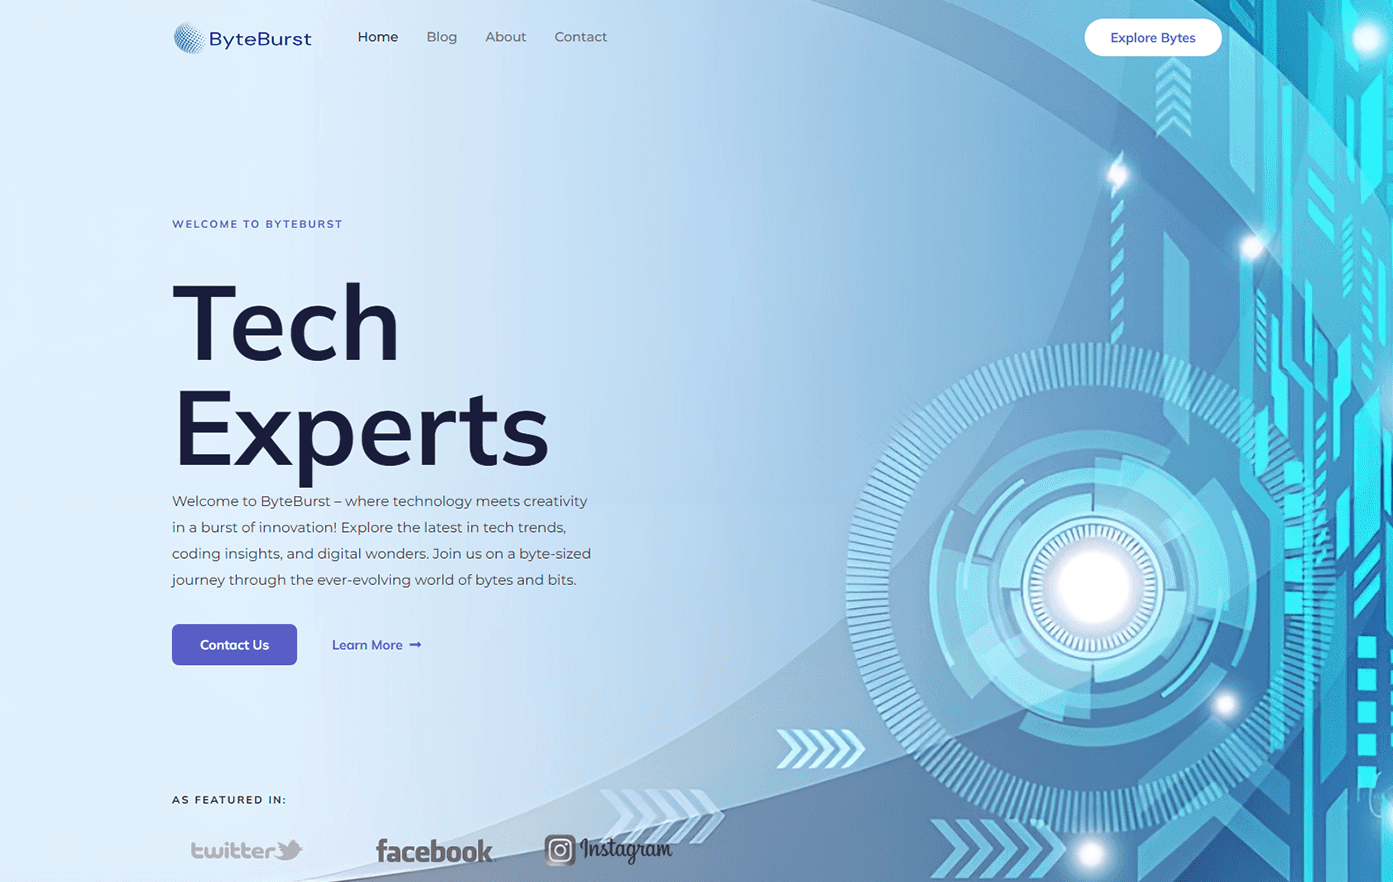 ByteBurst
Home
Blog
About
Contact
Explore Bytes
WELCOME TO BYTEBURST
Tech
Experts
Welcome to ByteBurst – where technology meets creativity
in a burst of innovation! Explore the latest in tech trends,
coding insights, and digital wonders. Join us on a byte-sized
journey through the ever-evolving world of bytes and bits.
Contact Us
Learn More →
AS FEATURED IN:
twitter
facebook
Instagram